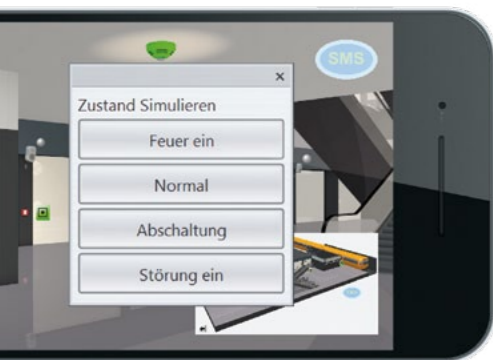 SMS
Zustand Simulieren
Feuer ein
Normal
Abschaltung
Störung ein